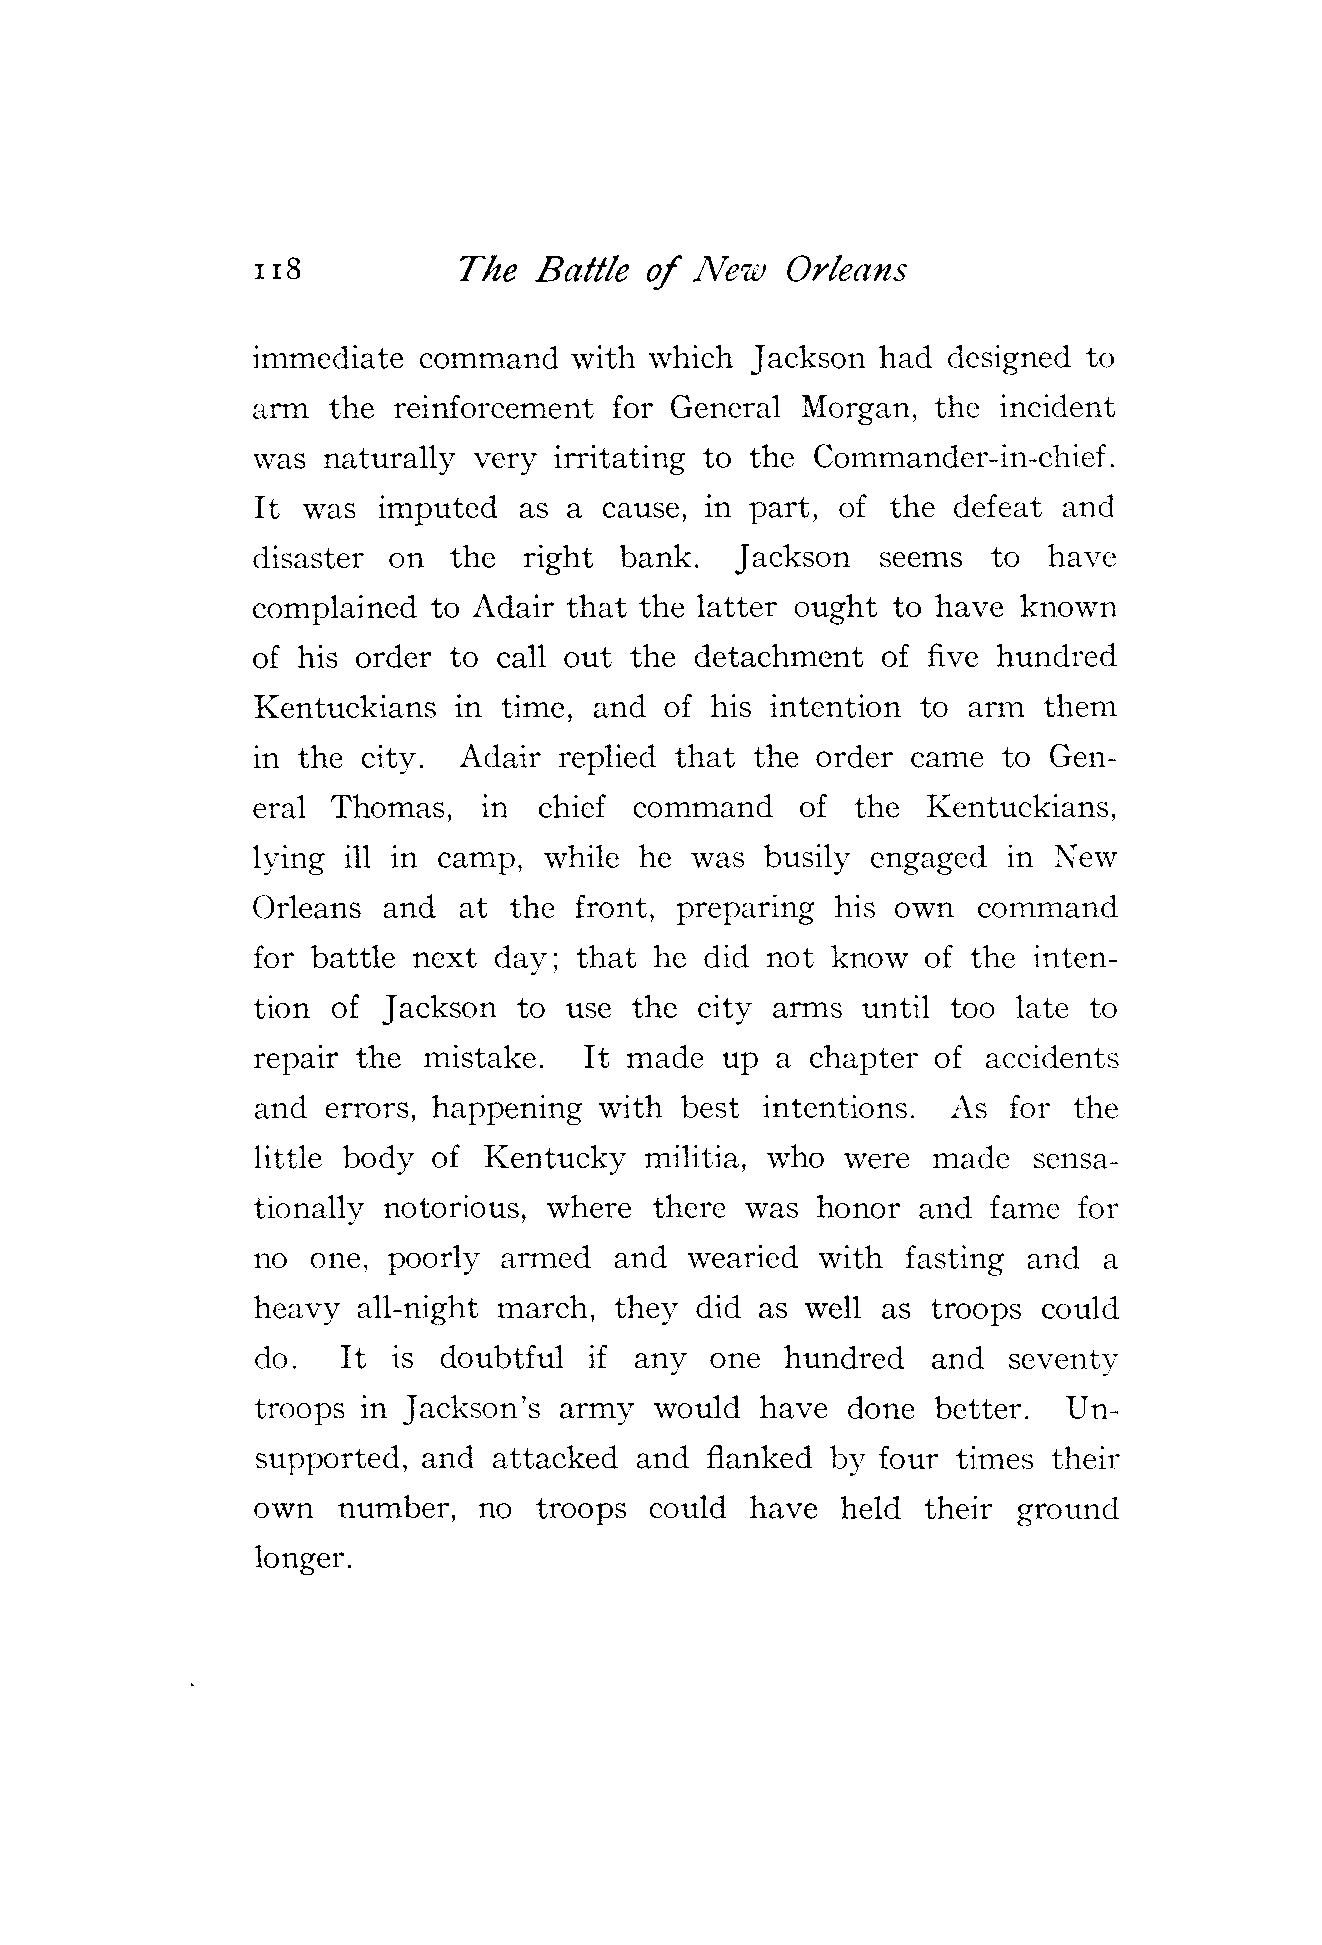 118 The Battle of New Orleans
immediate command with which Jackson had designed to
arm the reinforcement for General Morgan, the incident
was naturally very irritating to the Commander-in-chief.
It was imputed as a cause, in part, of the defeat and
disaster on the right bank. Jackson seems to have
complained to Adair that the latter ought to have known
of his order to call out the detachment of five hundred
Kentuckians in time, and of his intention to arm them
in the city. Adair replied that the order came to Gen-
eral Thomas, in chief command of the Kentuckians,
lying ill in camp, while he was busily engaged in New
Orleans and at the front, preparing his own command
for battle next day; that he did not know of the inten-
tion of Jackson to use the city arms until too late to
repair the mistake. It made up a chapter of accidents
and errors, happening with best intentions. As for the
little body of Kentucky militia, who were made sensa-
tionally notorious, where there was honor and fame for
no one, poorly armed and wearied with fasting and a
heavy all-night march, they did as well as troops could
do. It is doubtful if any one hundred and seventy
troops in Jackson's army would have done better. Un-
supported, and attacked and flanked by four times their
own number, no troops could have held their ground
longer.